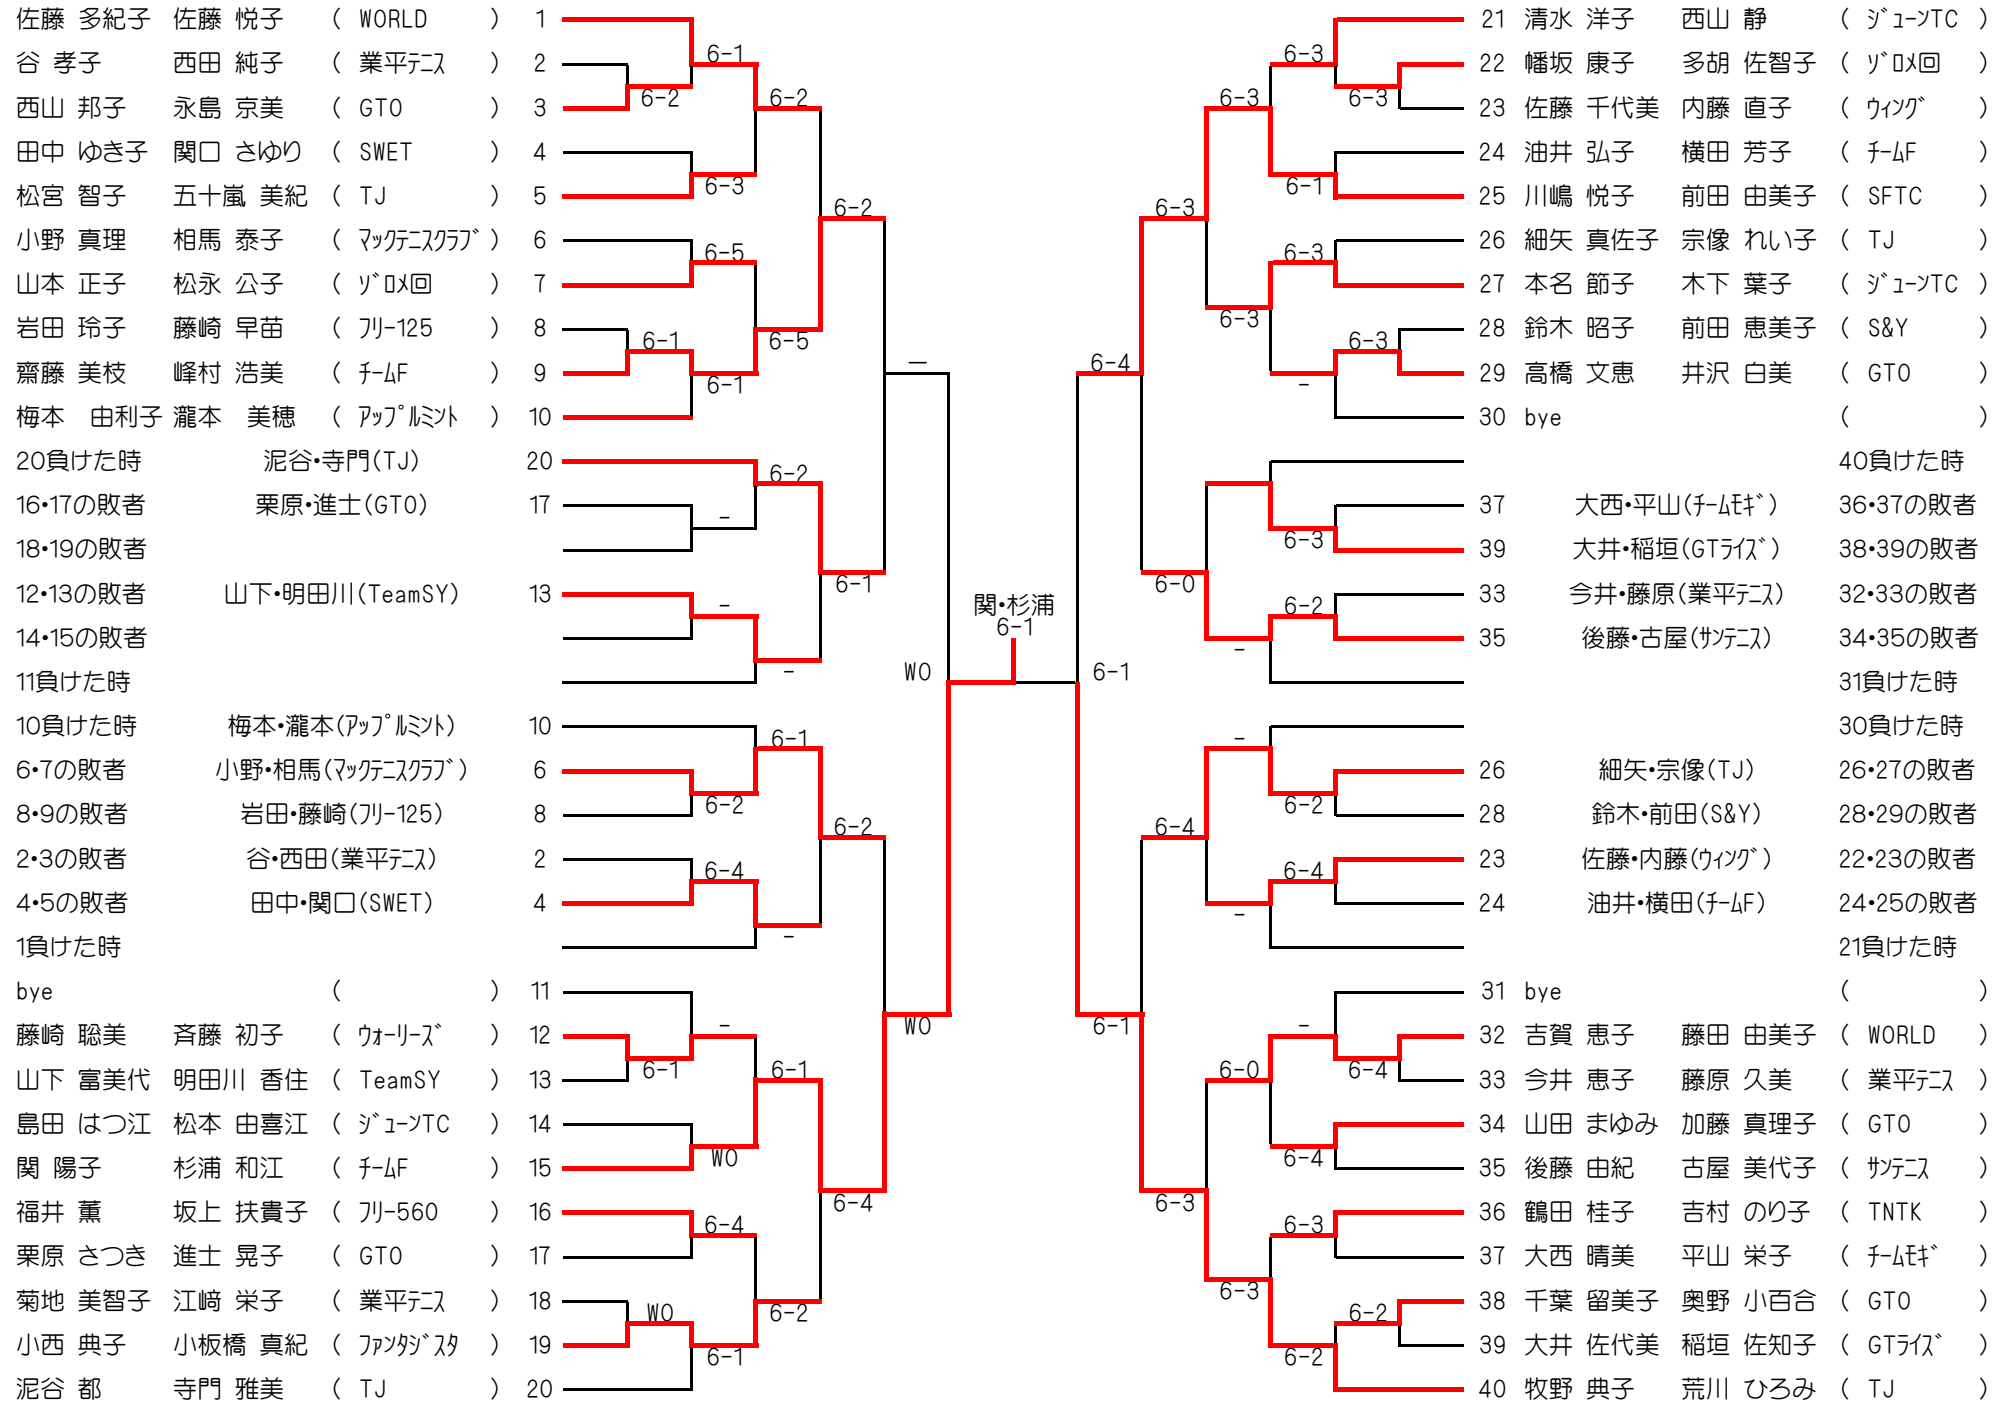 佐藤 多紀子 佐藤 悦子 ( WORLD ) 1
谷 孝子 西田 純子 ( 業平ﾃﾆｽ ) 2
西山 邦子 永島 京美 ( GTO ) 3
田中 ゆき子 関口 さゆり ( SWET ) 4
松宮 智子 五十嵐 美紀 ( TJ ) 5
小野 真理 相馬 泰子 ( ﾏｯｸﾃﾆｽｸﾗﾌﾞ ) 6
山本 正子 松永 公子 ( ｿﾞﾛﾒ回 ) 7
岩田 玲子 藤崎 早苗 ( ﾌﾘｰ125 ) 8
齋藤 美枝 峰村 浩美 ( ﾁｰﾑF ) 9
梅本 由利子 瀧本 美穂 ( ｱｯﾌﾟﾙﾐﾝﾄ ) 10
20負けた時 泥谷・寺門(TJ) 20
16・17の敗者 栗原・進士(GTO) 17
18・19の敗者
12・13の敗者 山下・明田川(TeamSY) 13
14・15の敗者
11負けた時
10負けた時 梅本・瀧本(ｱｯﾌﾟﾙﾐﾝﾄ) 10
6・7の敗者 小野・相馬(ﾏｯｸﾃﾆｽｸﾗﾌﾞ) 6
8・9の敗者 岩田・藤崎(ﾌﾘｰ125) 8
2・3の敗者 谷・西田(業平ﾃﾆｽ) 2
4・5の敗者 田中・関口(SWET) 4
1負けた時
bye ( ) 11
藤崎 聡美 斉藤 初子 ( ｳｫｰﾘｰｽﾞ ) 12
山下 富美代 明田川 香住 ( TeamSY ) 13
島田 はつ江 松本 由喜江 ( ｼﾞｭｰﾝTC ) 14
関 陽子 杉浦 和江 ( ﾁｰﾑF ) 15
福井 薫 坂上 扶貴子 ( ﾌﾘｰ560 ) 16
栗原 さつき 進士 晃子 ( GTO ) 17
菊地 美智子 江﨑 栄子 ( 業平ﾃﾆｽ ) 18
小西 典子 小板橋 真紀 ( ﾌｧﾝﾀｼﾞｽﾀ ) 19
泥谷 都 寺門 雅美 ( TJ ) 20
6-1
6-2
6-2
6-3
6-2
6-5
6-1
6-5
6-1
—
6-2
-
6-1
-
-
WO
6-1
6-2
6-2
6-4
-
WO
-
6-1
6-1
WO
6-4
6-4
WO
6-2
6-1
関・杉浦
6-1
6-3
6-3
6-3
6-1
6-3
6-3
6-3
6-3
6-4
-
6-3
6-0
6-2
-
6-1
-
6-2
6-4
6-4
-
6-1
-
6-0
6-4
6-4
6-3
6-3
6-3
6-2
6-2
21 清水 洋子 西山 静 ( ｼﾞｭｰﾝTC )
22 幡坂 康子 多胡 佐智子 ( ｿﾞﾛﾒ回 )
23 佐藤 千代美 内藤 直子 ( ｳｨﾝｸﾞ )
24 油井 弘子 横田 芳子 ( ﾁｰﾑF )
25 川嶋 悦子 前田 由美子 ( SFTC )
26 細矢 真佐子 宗像 れい子 ( TJ )
27 本名 節子 木下 葉子 ( ｼﾞｭｰﾝTC )
28 鈴木 昭子 前田 恵美子 ( S&Y )
29 高橋 文恵 井沢 白美 ( GTO )
30 bye ( )
40負けた時
37 大西・平山(ﾁｰﾑﾓｷﾞ) 36・37の敗者
39 大井・稲垣(GTﾗｲｽﾞ) 38・39の敗者
33 今井・藤原(業平ﾃﾆｽ) 32・33の敗者
35 後藤・古屋(ｻﾝﾃﾆｽ) 34・35の敗者
31負けた時
30負けた時
26 細矢・宗像(TJ) 26・27の敗者
28 鈴木・前田(S&Y) 28・29の敗者
23 佐藤・内藤(ｳｨﾝｸﾞ) 22・23の敗者
24 油井・横田(ﾁｰﾑF) 24・25の敗者
21負けた時
31 bye ( )
32 吉賀 恵子 藤田 由美子 ( WORLD )
33 今井 恵子 藤原 久美 ( 業平ﾃﾆｽ )
34 山田 まゆみ 加藤 真理子 ( GTO )
35 後藤 由紀 古屋 美代子 ( ｻﾝﾃﾆｽ )
36 鶴田 桂子 吉村 のり子 ( TNTK )
37 大西 晴美 平山 栄子 ( ﾁｰﾑﾓｷﾞ )
38 千葉 留美子 奥野 小百合 ( GTO )
39 大井 佐代美 稲垣 佐知子 ( GTﾗｲｽﾞ )
40 牧野 典子 荒川 ひろみ ( TJ )